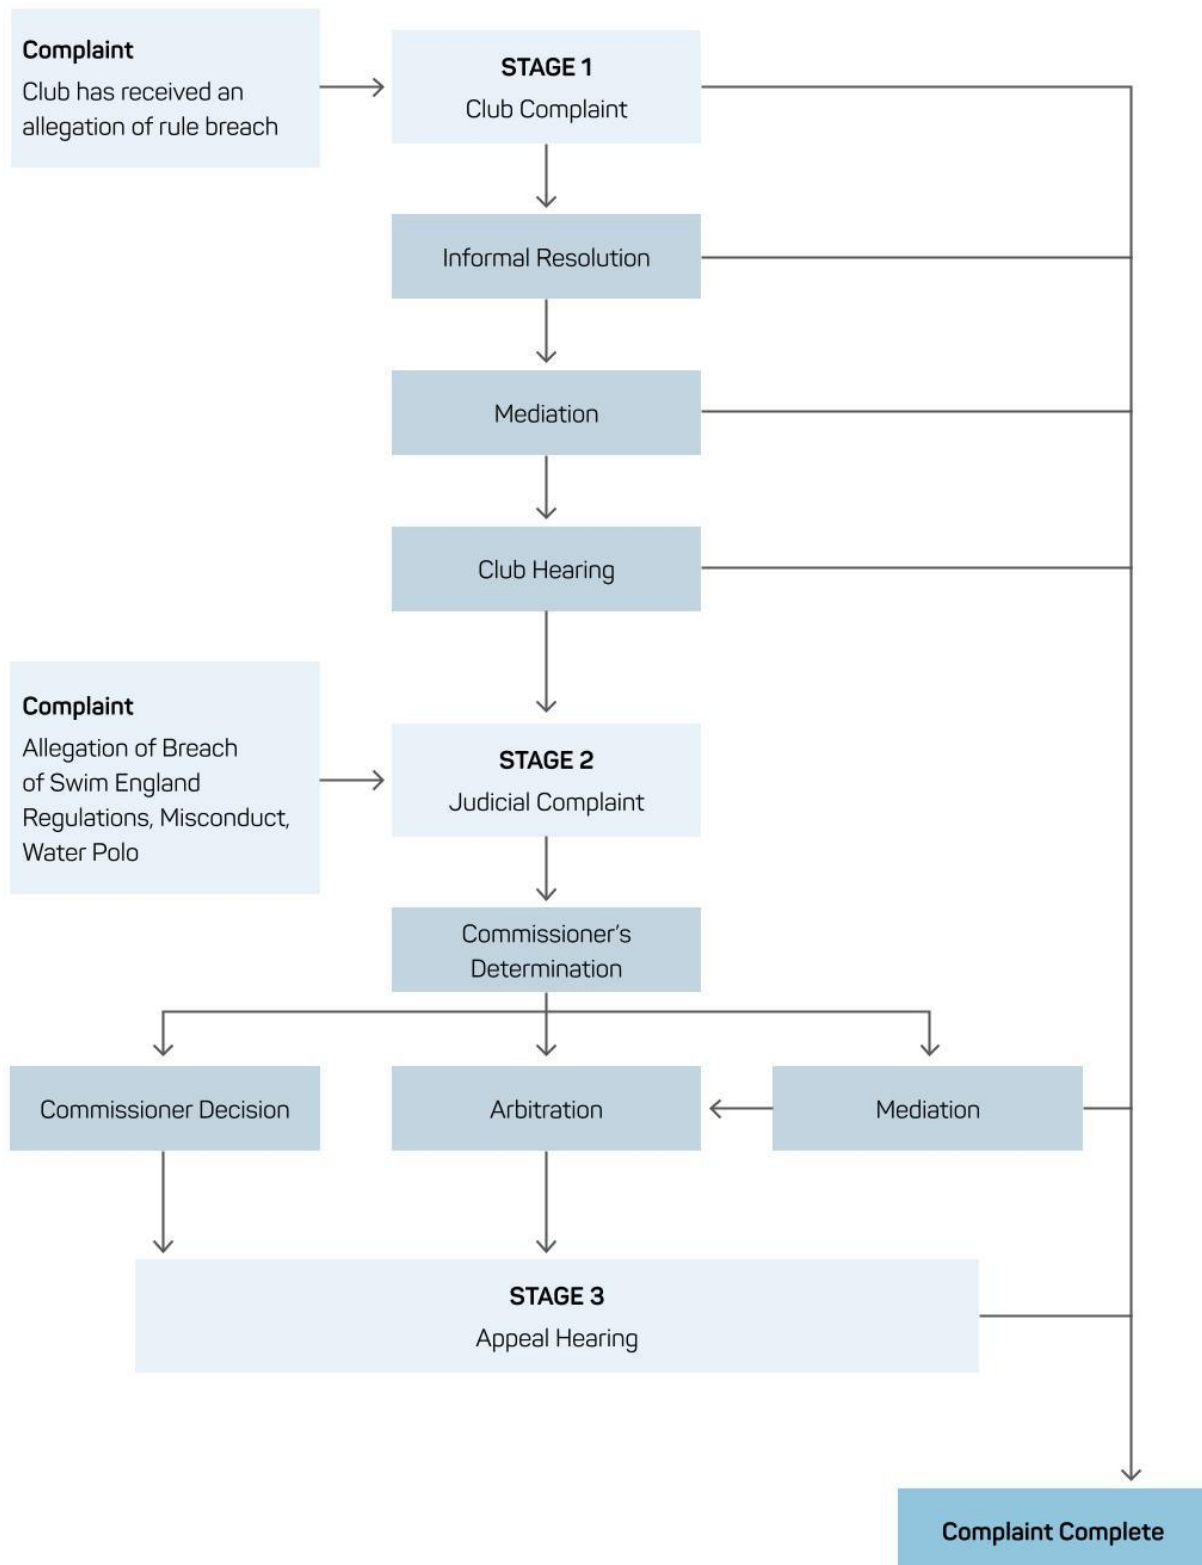 Complaint
Club has received an
allegation of rule breach
STAGE 1
Club Complaint
Informal Resolution
Mediation
Club Hearing
Complaint
Allegation of Breach
of Swim England
Regulations, Misconduct,
Water Polo
STAGE 2
Judicial Complaint
Commissioner’s
Determination
Commissioner Decision
Arbitration
Mediation
STAGE 3
Appeal Hearing
Complaint Complete